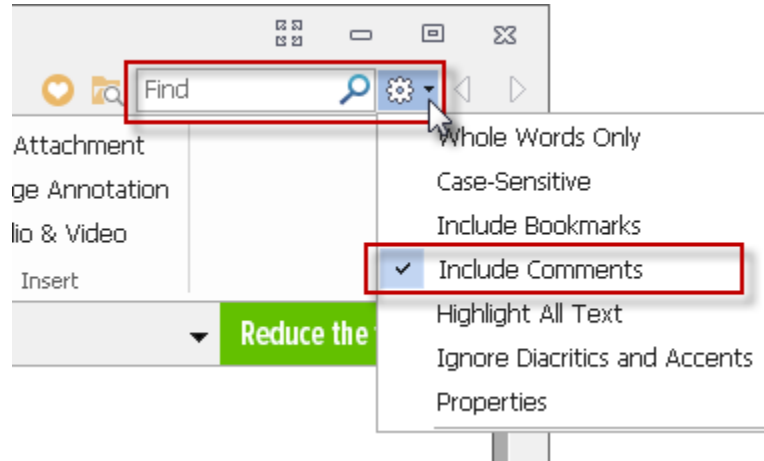 Find
Attachment
ge Annotation
lio & Video
Insert
Reduce the
Whole Words Only
Case-Sensitive
Include Bookmarks
Include Comments
Highlight All Text
Ignore Diacritics and Accents
Properties